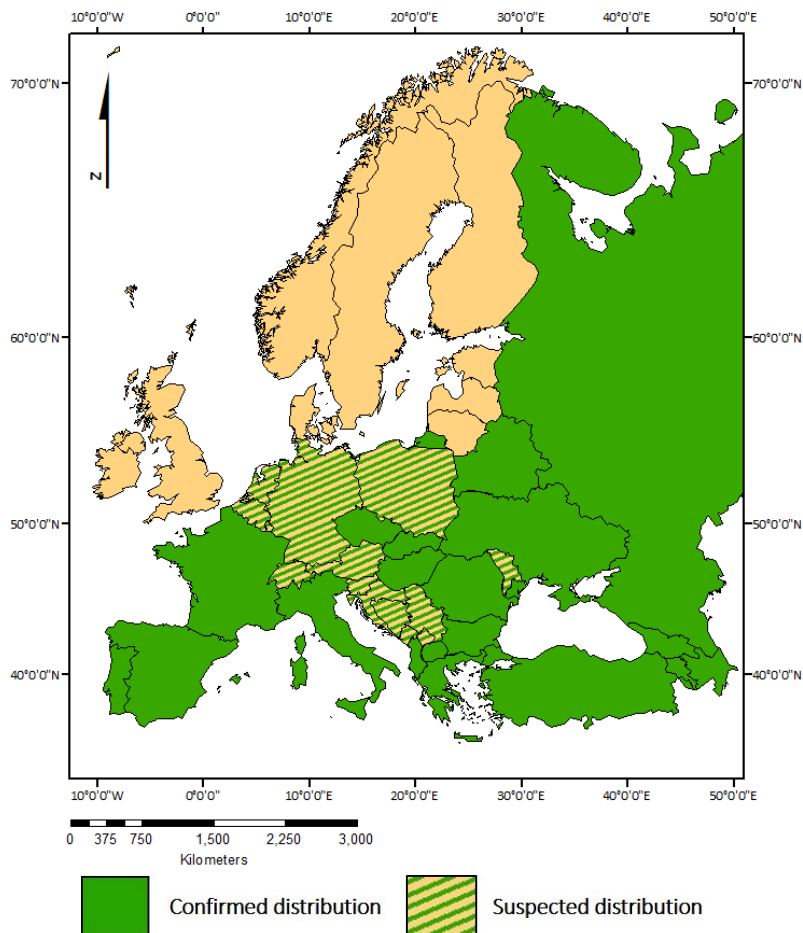 10°0'0"W 0°0'0" 10°0'0"E 20°0'0"E 30°0'0"E 40°0'0"E 50°0'0"E
70°0'0"N 70°0'0"N
N
60°0'0"N 60°0'0"N
50°0'0"N 50°0'0"N
40°0'0"N 40°0'0"N
10°0'0"W 0°0'0" 10°0'0"E 20°0'0"E 30°0'0"E 40°0'0"E 50°0'0"E
0 375 750 1,500 2,250 3,000
Kilometers
Confirmed distribution Suspected distribution